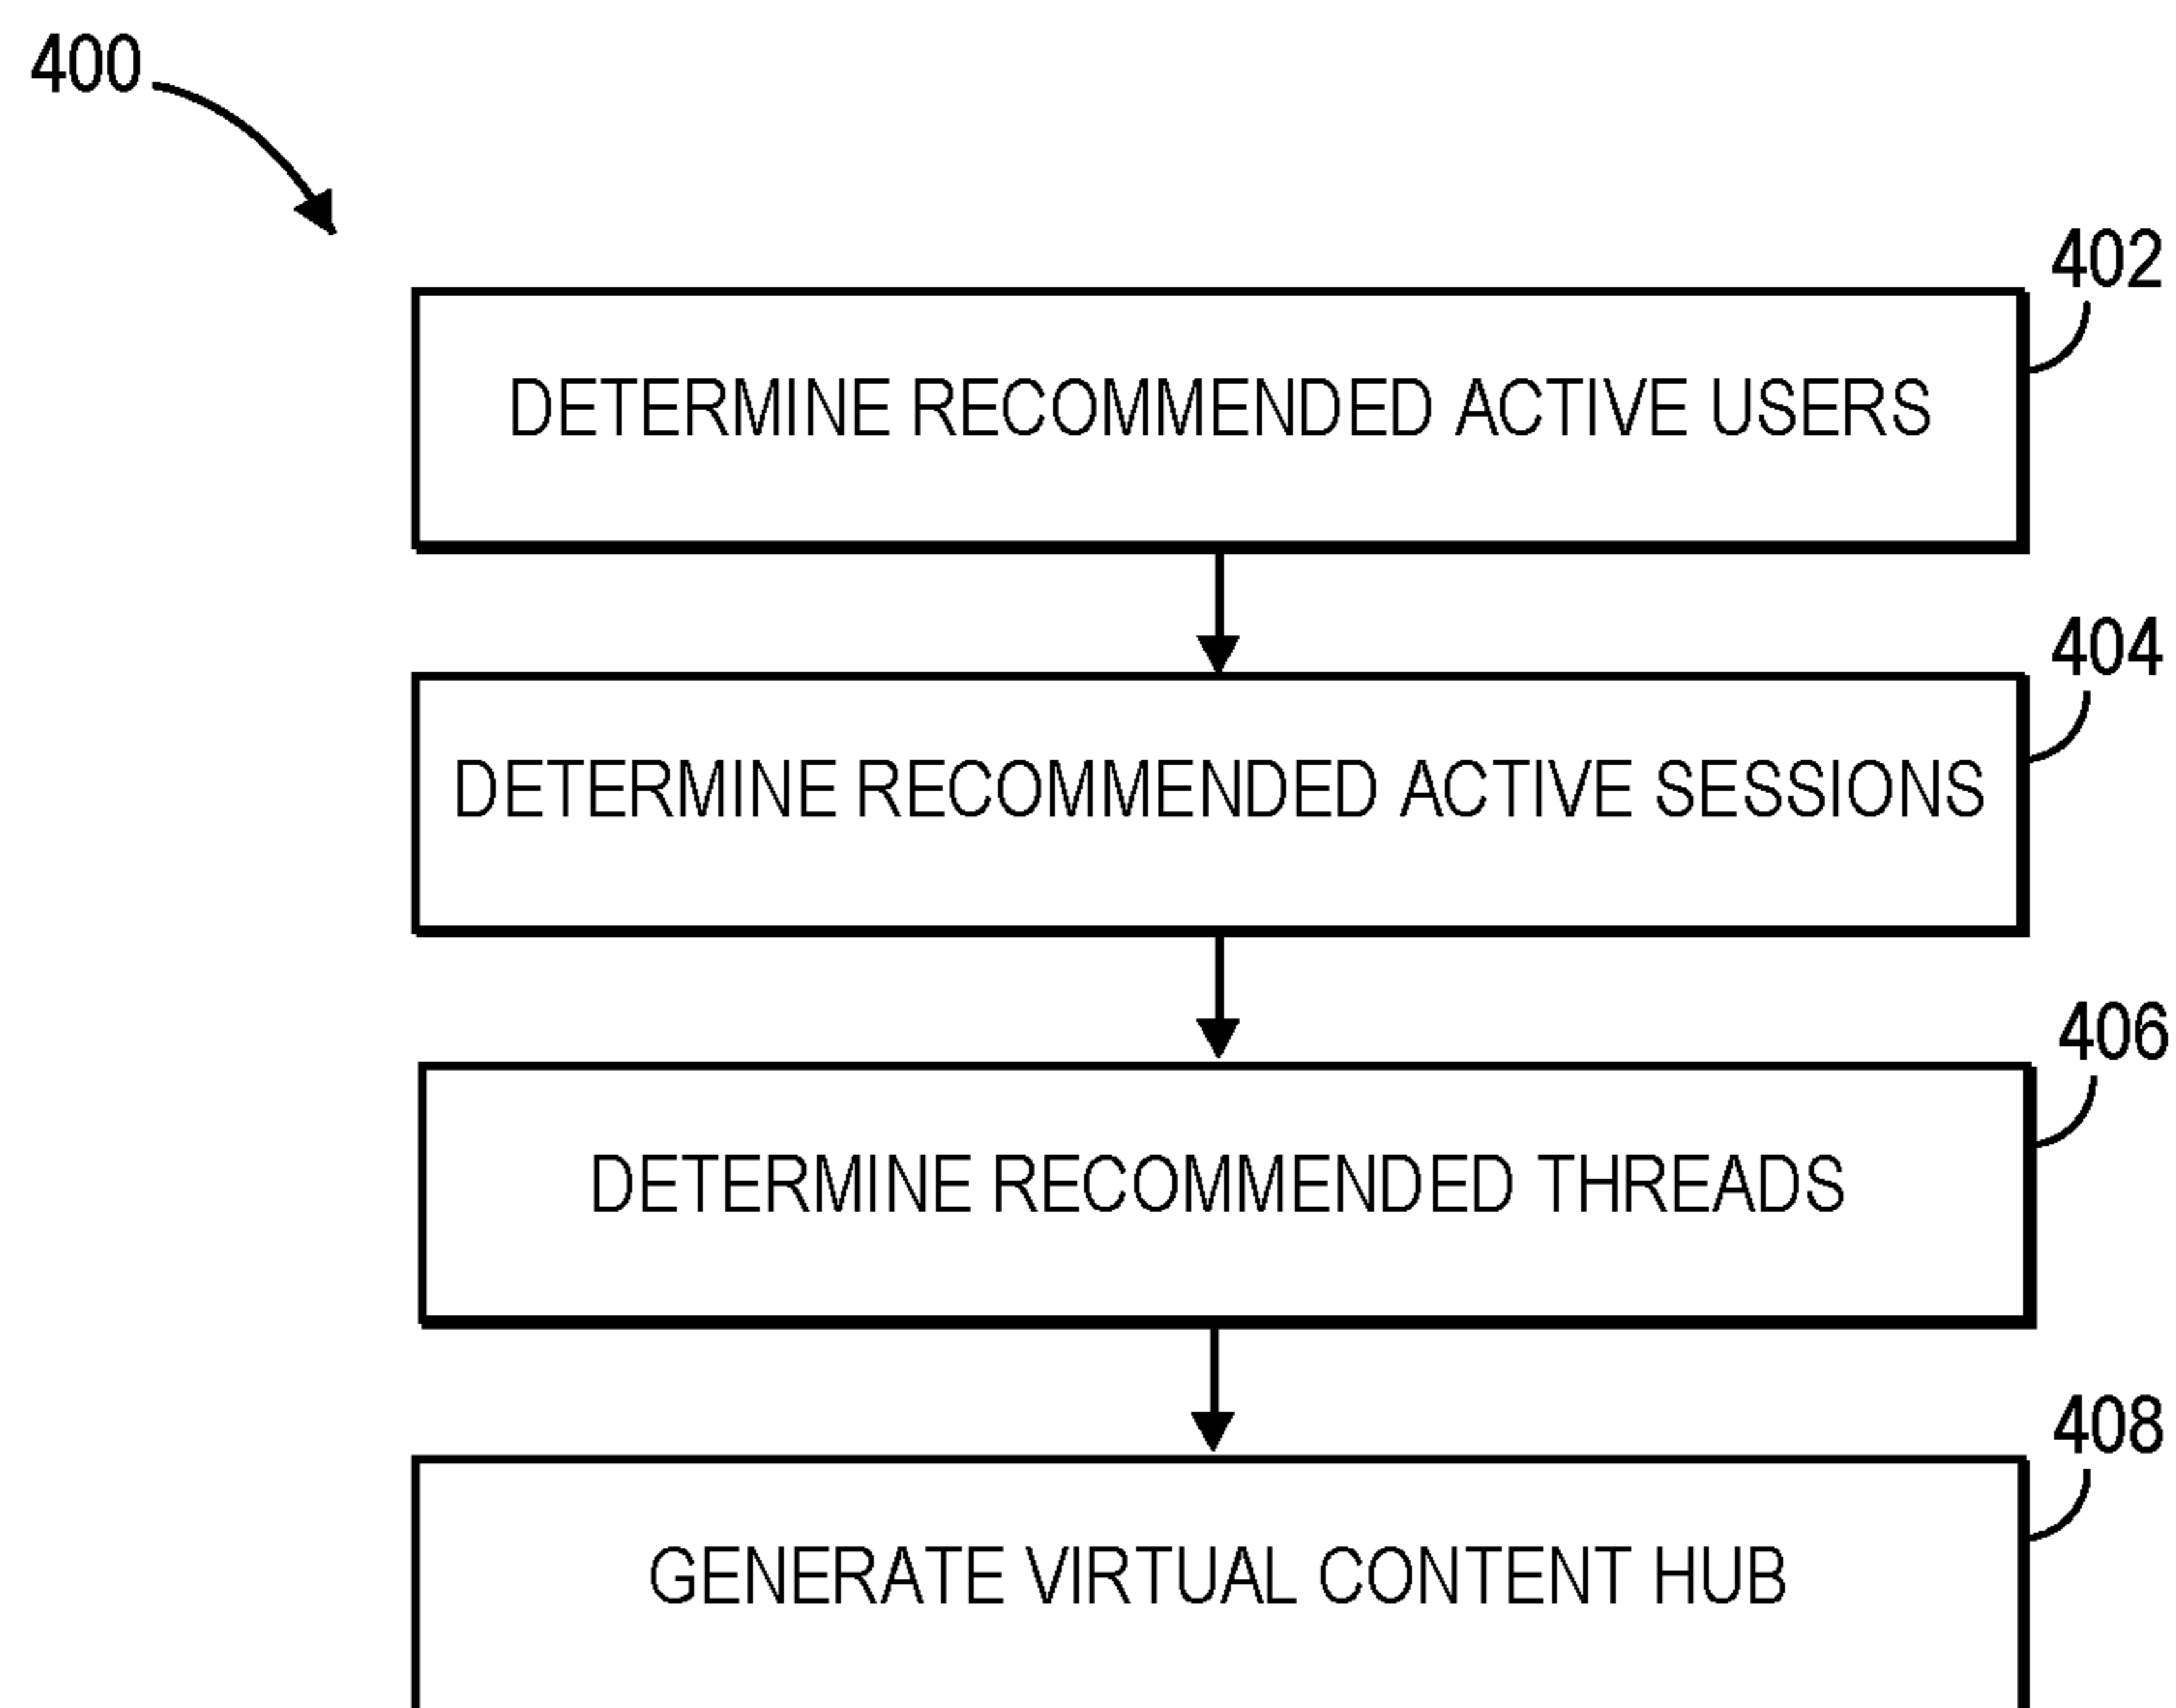 400
402
DETERMINE RECOMMENDED ACTIVE USERS
404
DETERMINE RECOMMENDED ACTIVE SESSIONS
406
DETERMINE RECOMMENDED THREADS
408
GENERATE VIRTUAL CONTENT HUB